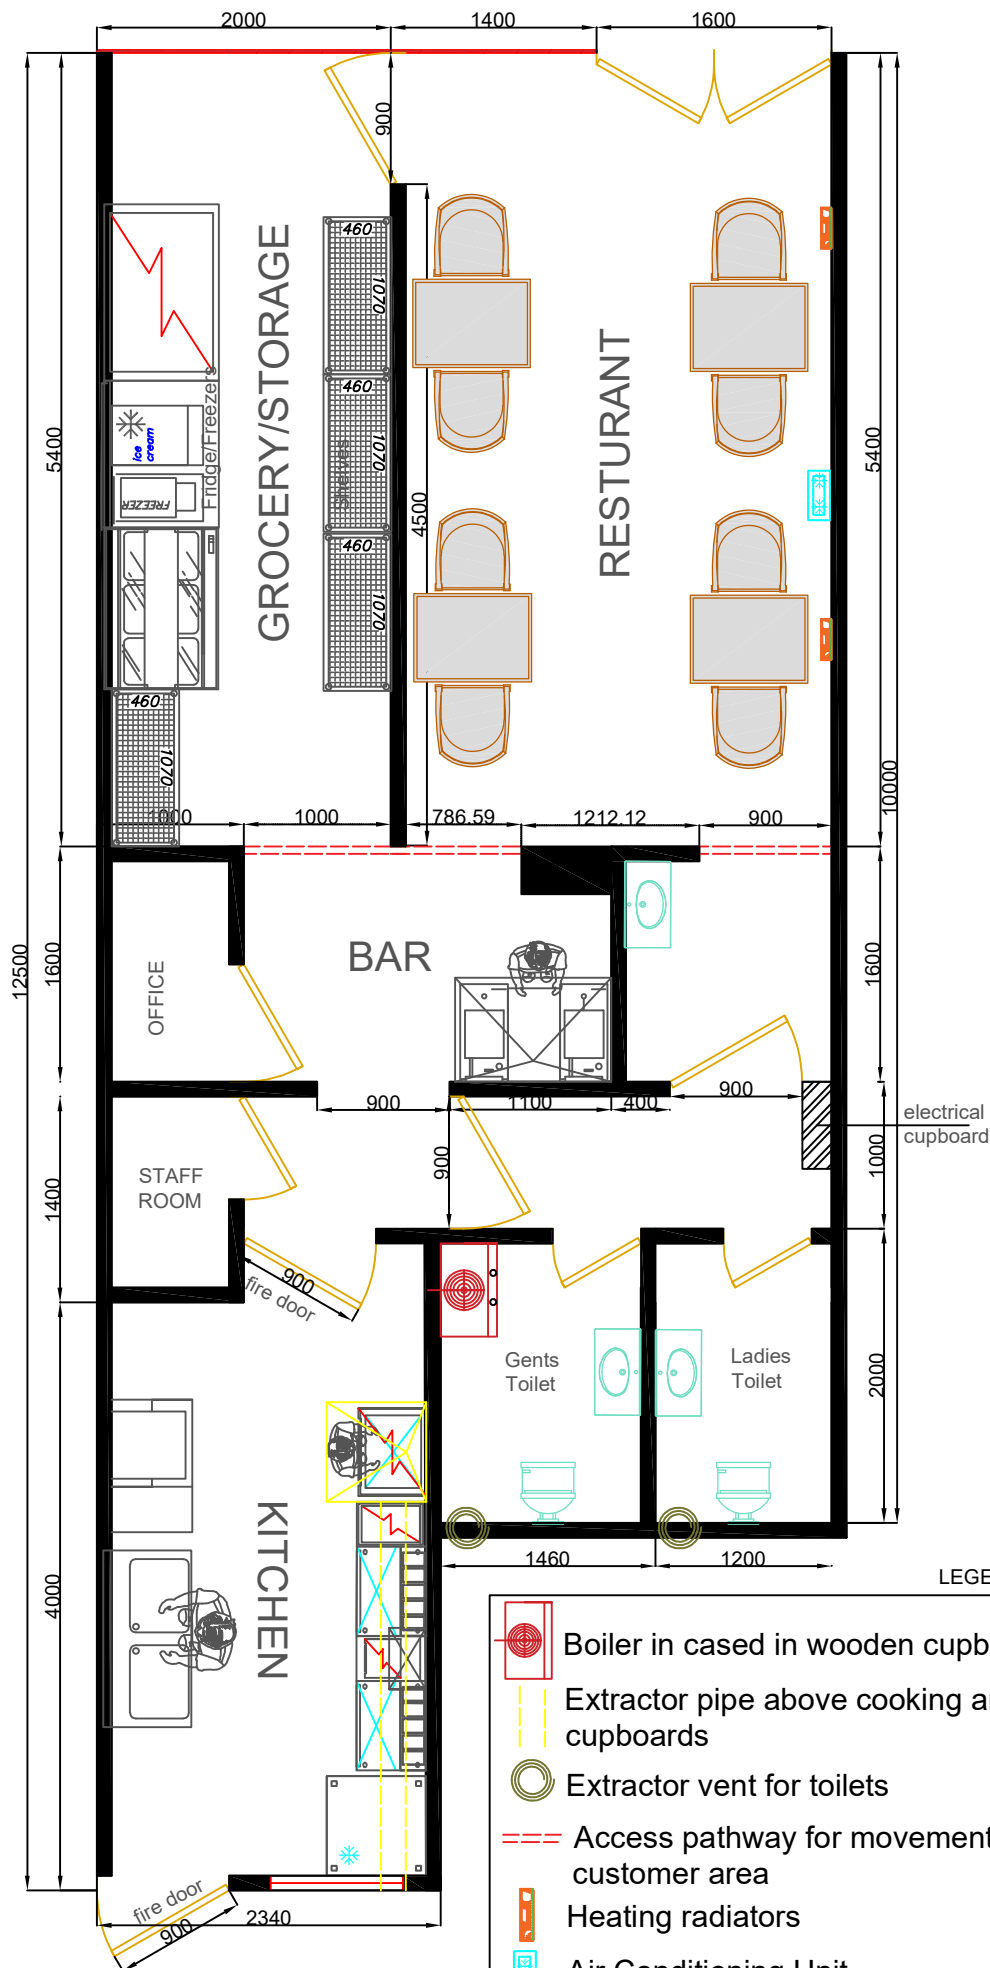 2000
1400
1600
900
5400
5400
GROCERY/STORAGE
RESTURANT
460
1070
460
1070
460
1070
Shelves
Fridge/Freezers
ice
cream
FREEZER
4500
460
1070
10000
1000
1000
786.59
1212.12
900
12500
1600
OFFICE
BAR
1600
900
1100
400
900
electrical
cupboard
1400
STAFF
ROOM
900
1000
900
fire door
Gents
Toilet
Ladies
Toilet
2000
KITCHEN
4000
1460
1200
LEGE
Boiler in cased in wooden cupb
Extractor pipe above cooking a
cupboards
Extractor vent for toilets
Access pathway for movement
customer area
Heating radiators
Air Conditioning Unit
fire door
900
2340